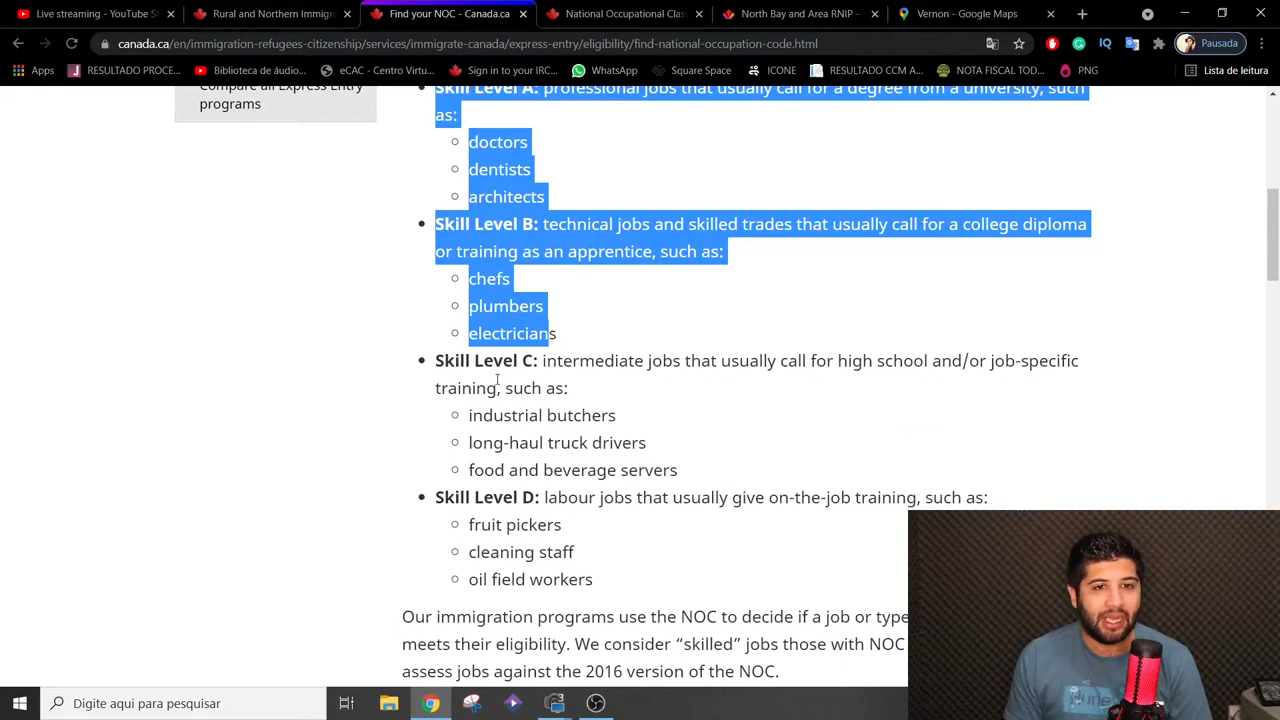 Live streaming - YouTube S
Rural and Northern Immigra
Find your NOC - Canada.ca
National Occupational Clas
North Bay and Area RNIP –
Vernon - Google Maps
canada.ca/en/immigration-refugees-citizenship/services/immigrate-canada/express-entry/eligibility/find-national-occupation-code.html
Pausada
Apps
RESULTADO PROCE...
Biblioteca de áudio...
eCAC - Centro Virtu...
Sign in to your IRC...
WhatsApp
Square Space
ICONE
RESULTADO CCM A...
NOTA FISCAL TOD...
PNG
Lista de leitura
Compare all Express Entry
programs
Skill Level A: professional jobs that usually call for a degree from a university, such
as:
doctors
dentists
architects
Skill Level B: technical jobs and skilled trades that usually call for a college diploma
or training as an apprentice, such as:
chefs
plumbers
electricians
Skill Level C: intermediate jobs that usually call for high school and/or job-specific
training, such as:
industrial butchers
long-haul truck drivers
food and beverage servers
Skill Level D: labour jobs that usually give on-the-job training, such as:
fruit pickers
cleaning staff
oil field workers
Our immigration programs use the NOC to decide if a job or type
meets their eligibility. We consider “skilled” jobs those with NOC
assess jobs against the 2016 version of the NOC.
Digite aqui para pesquisar